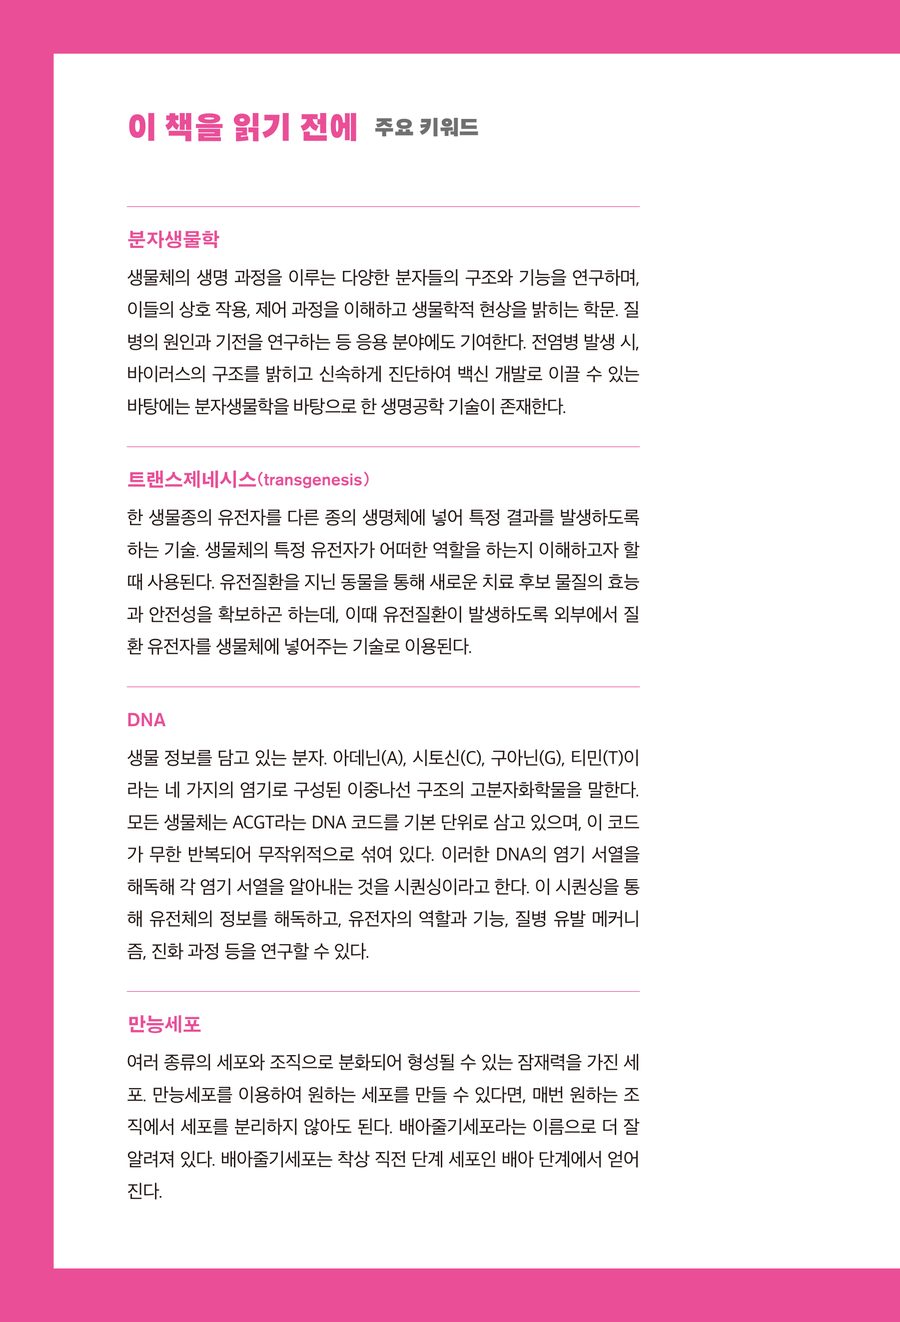 이 책을 읽기 전에 주요 키워드
분자생물학
생물체의 생명 과정을 이루는 다양한 분자들의 구조와 기능을 연구하며,
이들의 상호 작용, 제어 과정을 이해하고 생물학적 현상을 밝히는 학문. 질
병의 원인과 기전을 연구하는 등 응용 분야에도 기여한다. 전염병 발생 시,
바이러스의 구조를 밝히고 신속하게 진단하여 백신 개발로 이끌 수 있는
바탕에는 분자생물학을 바탕으로 한 생명공학 기술이 존재한다.
트랜스제네시스(transgenesis)
한 생물종의 유전자를 다른 종의 생명체에 넣어 특정 결과를 발생하도록
하는 기술. 생물체의 특정 유전자가 어떠한 역할을 하는지 이해하고자 할
때 사용된다. 유전질환을 지닌 동물을 통해 새로운 치료 후보 물질의 효능
과 안전성을 확보하곤 하는데, 이때 유전질환이 발생하도록 외부에서 질
환 유전자를 생물체에 넣어주는 기술로 이용된다.
DNA
생물 정보를 담고 있는 분자. 아데닌(A), 시토신(C), 구아닌(G), 티민(T)이
라는 네 가지의 염기로 구성된 이중나선 구조의 고분자화학물을 말한다.
모든 생물체는 ACGT라는 DNA 코드를 기본 단위로 삼고 있으며, 이 코드
가 무한 반복되어 무작위적으로 섞여 있다. 이러한 DNA의 염기 서열을
해독해 각 염기 서열을 알아내는 것을 시퀀싱이라고 한다. 이 시퀀싱을 통
해 유전체의 정보를 해독하고, 유전자의 역할과 기능, 질병 유발 메커니
즘, 진화 과정 등을 연구할 수 있다.
만능세포
여러 종류의 세포와 조직으로 분화되어 형성될 수 있는 잠재력을 가진 세
포. 만능세포를 이용하여 원하는 세포를 만들 수 있다면, 매번 원하는 조
직에서 세포를 분리하지 않아도 된다. 배아줄기세포라는 이름으로 더 잘
알려져 있다. 배아줄기세포는 착상 직전 단계 세포인 배아 단계에서 얻어
진다.